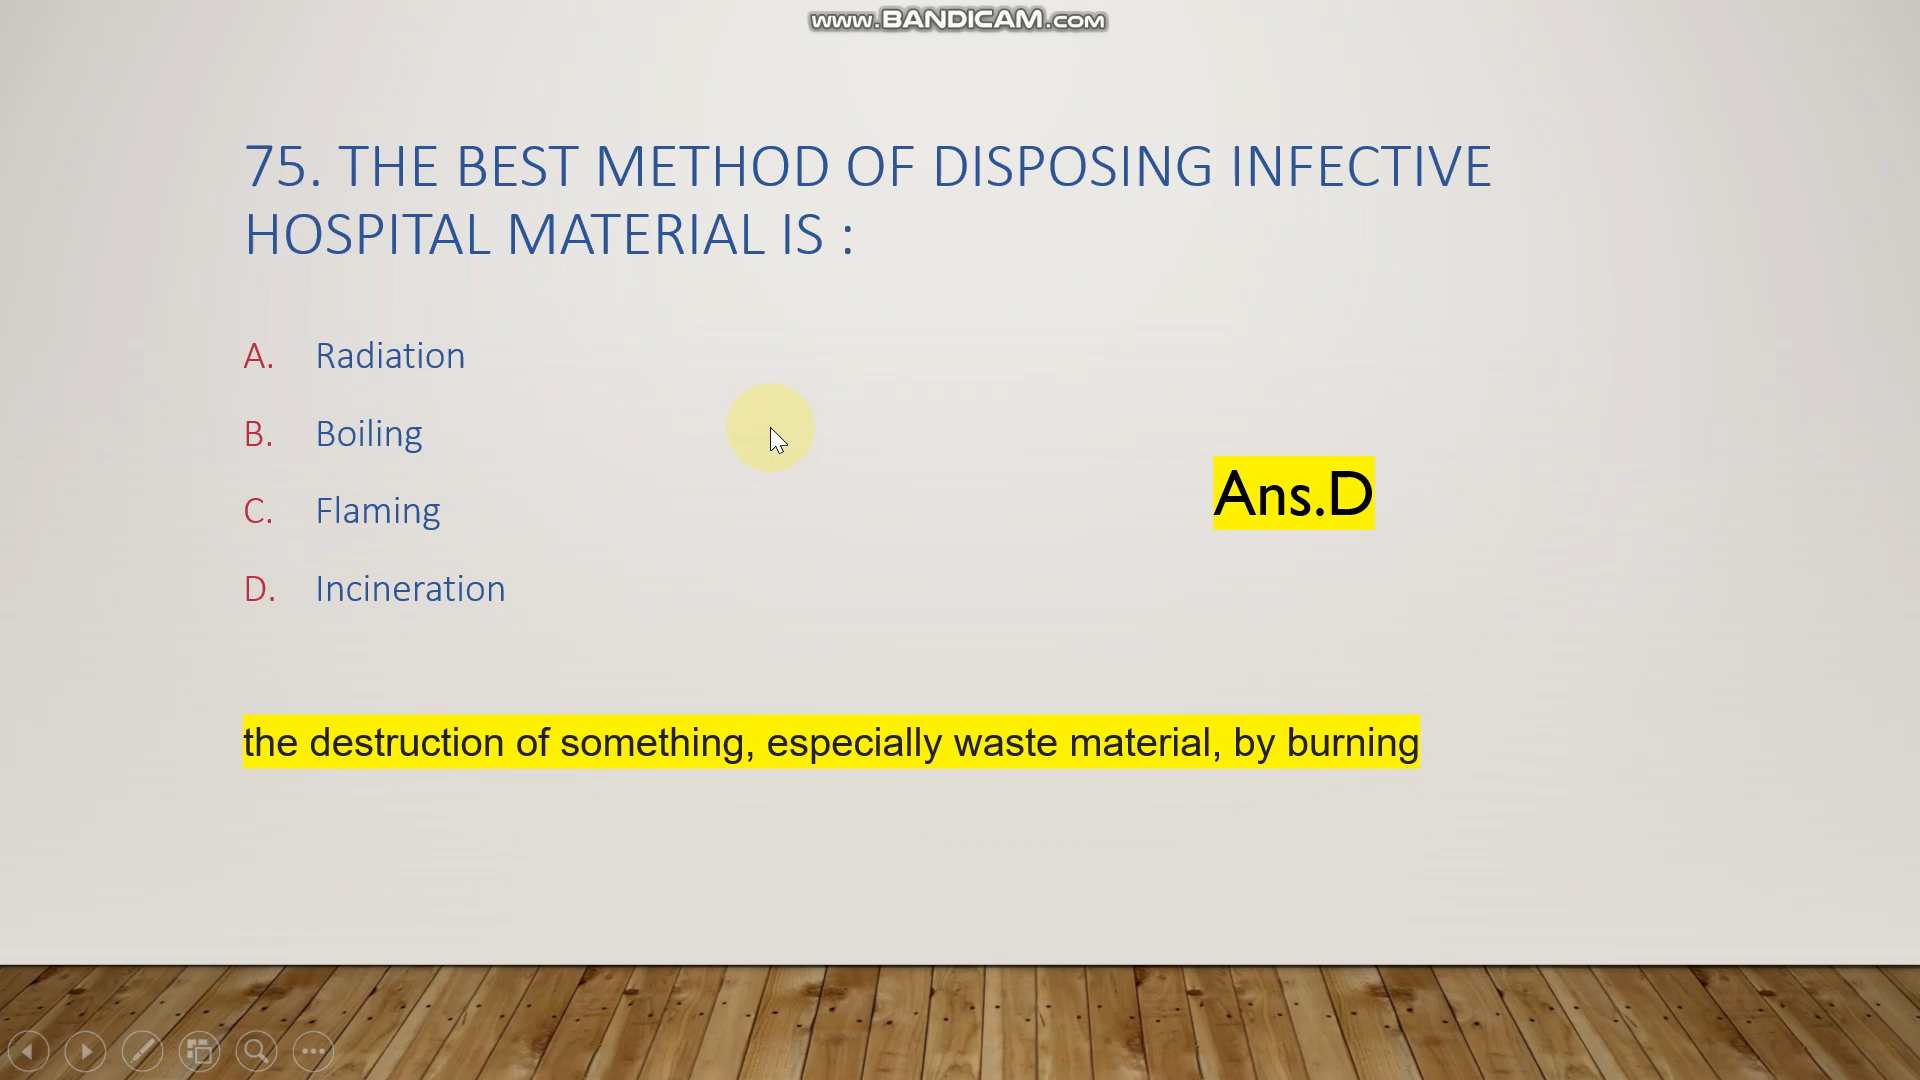 www.BANDICAM.com
75. THE BEST METHOD OF DISPOSING INFECTIVE
HOSPITAL MATERIAL IS :
A. Radiation
B. Boiling
C. Flaming
D. Incineration
Ans.D
the destruction of something, especially waste material, by burning